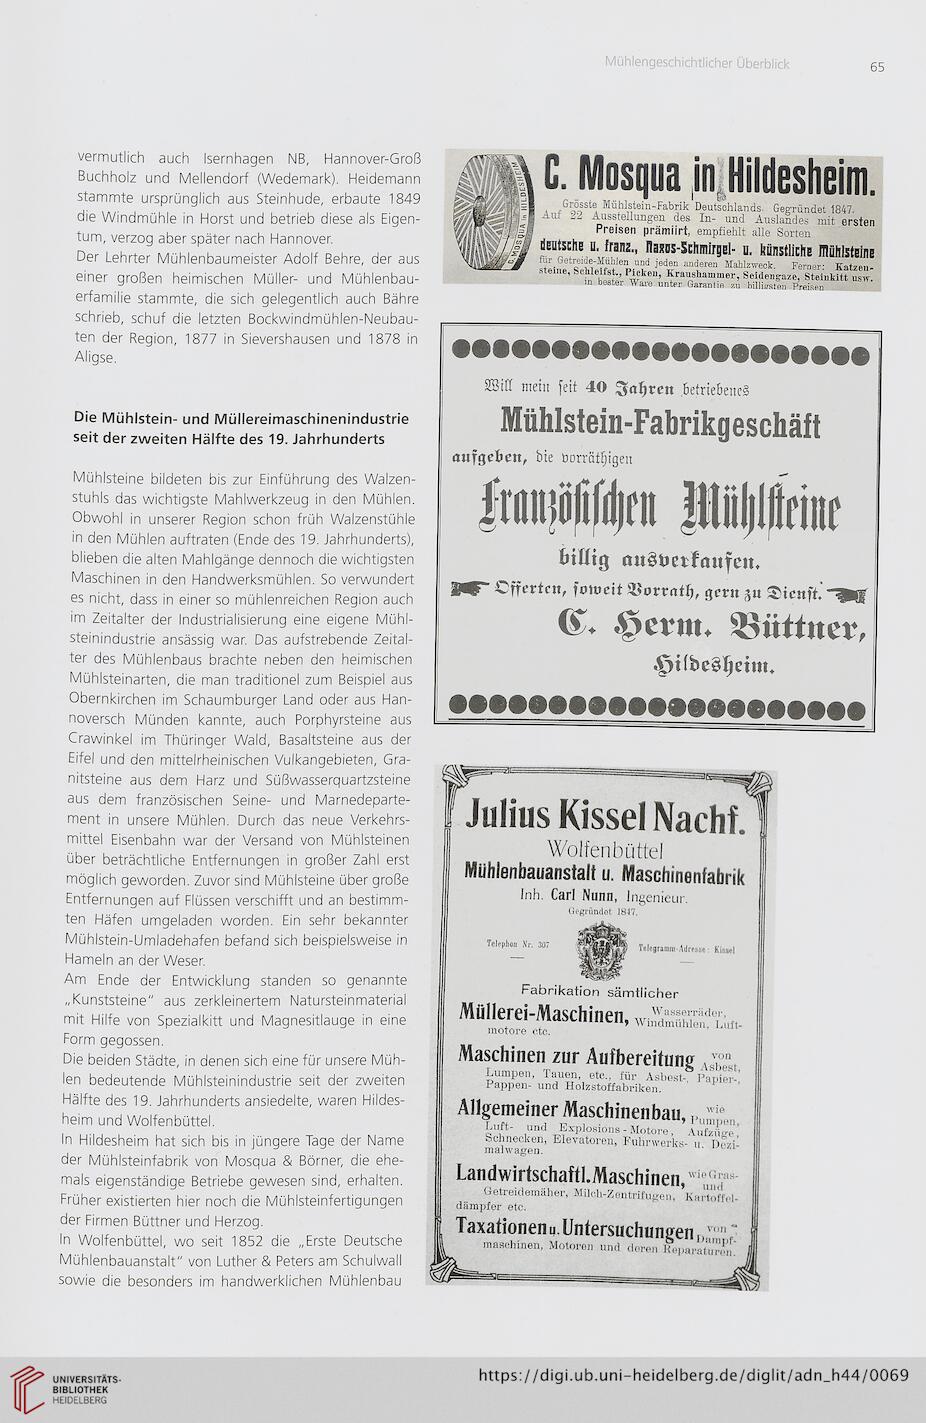 Mühlengeschichtlicher Überblick
65
vermutlich auch Isernhagen NB, Hannover-Groß
Buchholz und Mellendorf (Wedemark). Heidemann
stammte ursprünglich aus Steinhude, erbaute 1849
die Windmühle in Horst und betrieb diese als Eigen-
tum, verzog aber später nach Hannover.
Der Lehrter Mühlenbaumeister Adolf Behre, der aus
einer großen heimischen Müller- und Mühlenbau-
erfamilie stammte, die sich gelegentlich auch Bähre
schrieb, schuf die letzten Bockwindmühlen-Neubau-
ten der Region, 1877 in Sievershausen und 1878 in
Aligse.
Die Mühlstein- und Müllereimaschinenindustrie
seit der zweiten Hälfte des 19. Jahrhunderts
Mühlsteine bildeten bis zur Einführung des Walzen-
stuhls das wichtigste Mahlwerkzeug in den Mühlen.
Obwohl in unserer Region schon früh Walzenstühle
in den Mühlen auftraten (Ende des 19. Jahrhunderts),
blieben die alten Mahlgänge dennoch die wichtigsten
Maschinen in den Handwerksmühlen. So verwundert
es nicht, dass in einer so mühlenreichen Region auch
im Zeitalter der Industrialisierung eine eigene Mühl-
steinindustrie ansässig war. Das aufstrebende Zeital-
ter des Mühlenbaus brachte neben den heimischen
Mühlsteinarten, die man traditionel zum Beispiel aus
Obernkirchen im Schaumburger Land oder aus Han-
noversch Münden kannte, auch Porphyrsteine aus
Crawinkel im Thüringer Wald, Basaltsteine aus der
Eifel und den mittelrheinischen Vulkangebieten, Gra-
nitsteine aus dem Harz und Süßwasserquartzsteine
aus dem französischen Seine- und Marnedeparte-
ment in unsere Mühlen. Durch das neue Verkehrs-
mittel Eisenbahn war der Versand von Mühlsteinen
über beträchtliche Entfernungen in großer Zahl erst
möglich geworden. Zuvor sind Mühlsteine über große
Entfernungen auf Flüssen verschifft und an bestimm-
ten Häfen umgeladen worden. Ein sehr bekannter
Mühlstein-Umladehafen befand sich beispielsweise in
Hameln an der Weser.
Am Ende der Entwicklung standen so genannte
„Kunststeine" aus zerkleinertem Natursteinmaterial
mit Hilfe von Spezialkitt und Magnesitlauge in eine
Form gegossen.
Die beiden Städte, in denen sich eine für unsere Müh-
len bedeutende Mühlsteinindustrie seit der zweiten
Hälfte des 19. Jahrhunderts ansiedelte, waren Hildes-
heim und Wolfenbüttel.
In Hildesheim hat sich bis in jüngere Tage der Name
der Mühlsteinfabrik von Mosqua & Börner, die ehe-
mals eigenständige Betriebe gewesen sind, erhalten.
Früher existierten hier noch die Mühlsteinfertigungen
der Firmen Büttner und Herzog.
In Wolfenbüttel, wo seit 1852 die „Erste Deutsche
Mühlenbauanstalt" von Luther & Peters am Schulwall
sowie die besonders im handwerklichen Mühlenbau
C. MOSQUA in HILDESHEIM
C. Mosqua in Hildesheim.
Grösste Mühlstein-Fabrik Deutschlands. Gegründet 1847.
Auf 22 Ausstellungen des In- und Auslandes mit ersten
Preisen prämiirt, empfiehlt alle Sorten
deutsche u. franz., Naxos-Schmirgel- u. künstliche Mühlsteine
für Getreide-Mühlen und jeden anderen Mahlzweck. Ferner: Katzen-
steine, Schleifst., Picken, Kraushammer, Seidengaze, Steinkitt usw.
in bester Ware unter Garantie zu billigsten Preisen
Will mein seit 40 Jahren betriebenes
Mühlstein-Fabrikgeschäft
aufgeben, die vorräthigen
Französischen Mühlsteine
billig ausverkaufen.
Offerten, soweit Vorrath, gern zu Dienst.
C. Herm. Büttner,
Hildesheim.
Julius Kissel Nachf.
Wolfenbüttel
Mühlenbauanstalt u. Maschinenfabrik
Inh. Carl Nunn, Ingenieur.
Gegründet 1847.
Telephon Nr. 307
Telegramm-Adresse: Kissel
Fabrikation sämtlicher
Müllerei-Maschinen, Wasserräder,
Windmühlen, Luft-
motore etc.
Maschinen zur Aufbereitung von
Asbest,
Lumpen, Tauen, etc., für Asbest-, Papier-,
Pappen- und Holzstoffabriken.
Allgemeiner Maschinenbau, wie
Pumpen,
Luft- und Explosions-Motore, Aufzüge,
Schnecken, Elevatoren, Fuhrwerks- u. Dezi-
malwagen.
Landwirtschaftl. Maschinen, wie Gras-
und
Getreidemäher, Milch-Zentrifugen, Kartoffel-
dämpfer etc.
Taxationen u. Untersuchungen von
Dampf-
maschinen, Motoren und deren Reparaturen.
UNIVERSITÄTS-
BIBLIOTHEK
HEIDELBERG
https://digi.ub.uni-heidelberg.de/diglit/adn_h44/0069